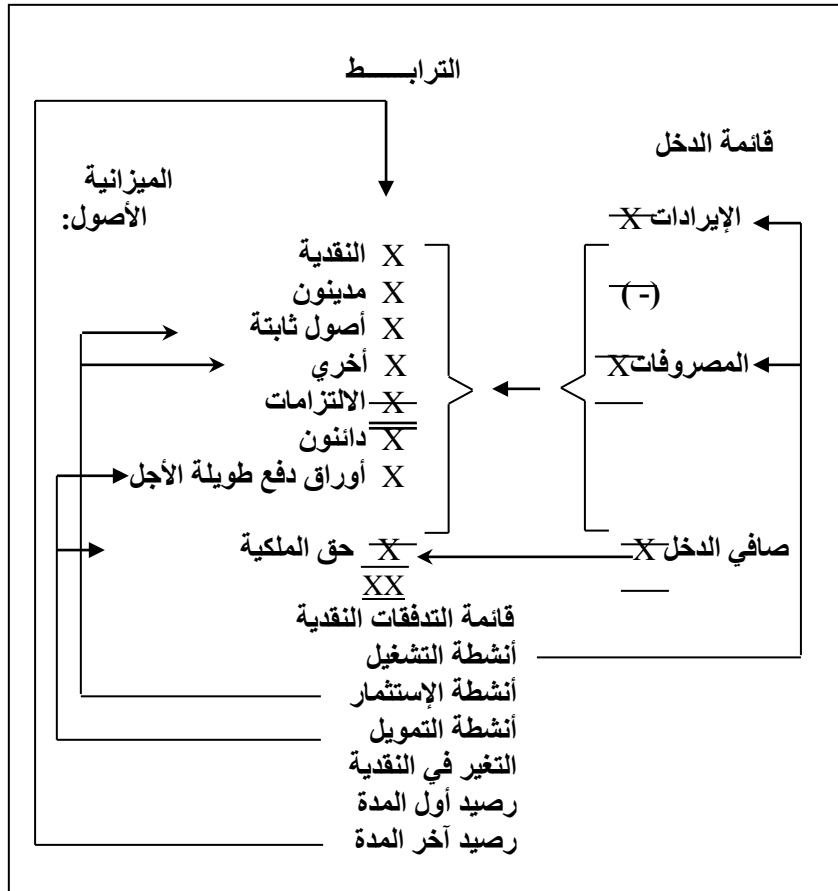 الترابـــــــط
قائمة الدخل
الإيرادات X
(- )
المصروفات X
صافي الدخل X
الميزانية
الأصول:
X النقدية
X مدينون
X أصول ثابتة
X أخري
X الالتزامات
X دائنون
X أوراق دفع طويلة الأجل
X حق الملكية
XX
قائمة التدفقات النقدية
أنشطة التشغيل
أنشطة الإستثمار
أنشطة التمويل
التغير في النقدية
رصيد أول المدة
رصيد آخر المدة